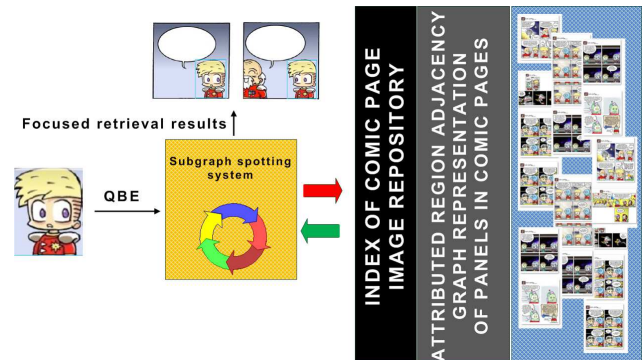 Focused retrieval results
Subgraph spotting
system
QBE
INDEX OF COMIC PAGE
IMAGE REPOSITORY
ATTRIBUTED REGION ADJACENCY
GRAPH REPRESENTATION
OF PANELS IN COMIC PAGES